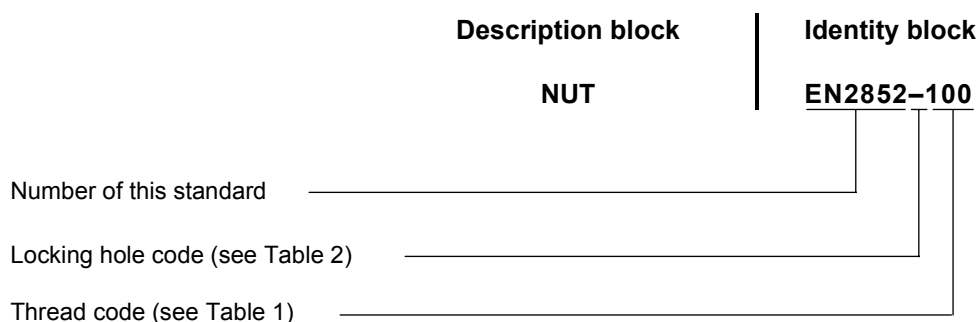 Description block Identity block
NUT EN2852–100
Number of this standard
Locking hole code (see Table 2)
Thread code (see Table 1)